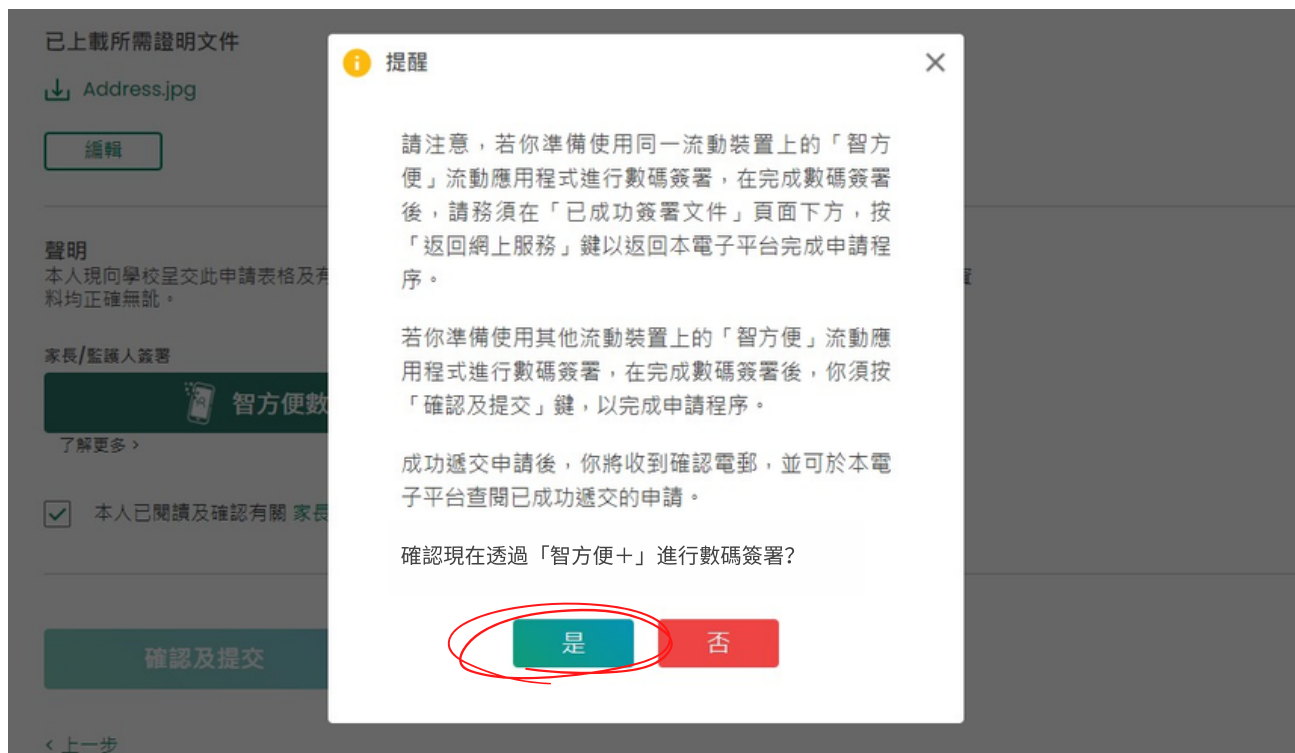 已上載所需證明文件
Address.jpg
編輯
聲明
本人現向學校呈交此申請表格及有
料均正確無訛。
家長/監護人簽署
智方便數
了解更多 >
本人已閱讀及確認有關 家長
確認及提交
< 上一步
提醒
請注意，若你準備使用同一流動裝置上的「智方
便」流動應用程式進行數碼簽署，在完成數碼簽署
後，請務須在「已成功簽署文件」頁面下方，按
「返回網上服務」鍵以返回本電子平台完成申請程
序。
若你準備使用其他流動裝置上的「智方便」流動應
用程式進行數碼簽署，在完成數碼簽署後，你須按
「確認及提交」鍵，以完成申請程序。
成功遞交申請後，你將收到確認電郵，並可於本電
子平台查閱已成功遞交的申請。
確認現在透過「智方便＋」進行數碼簽署？
是
否